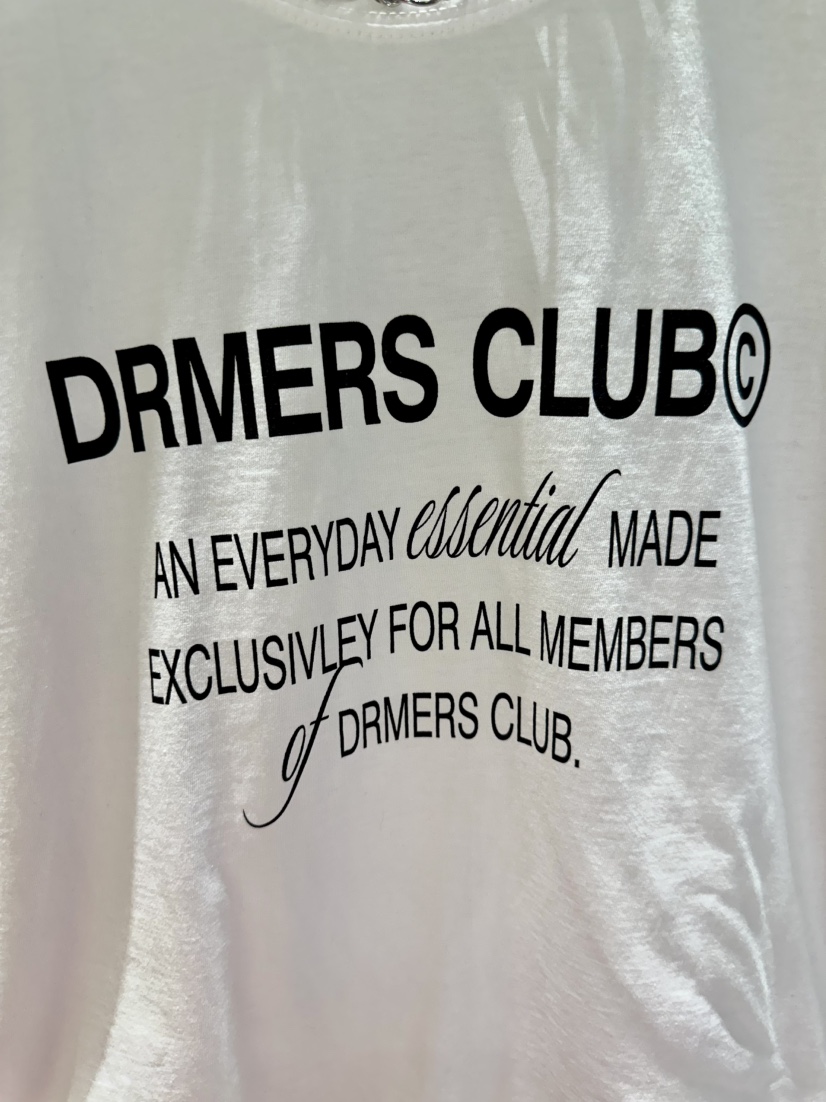 DRMERS CLUB©
AN EVERYDAY essential MADE
EXCLUSIVLEY FOR ALL MEMBERS
of DRMERS CLUB.